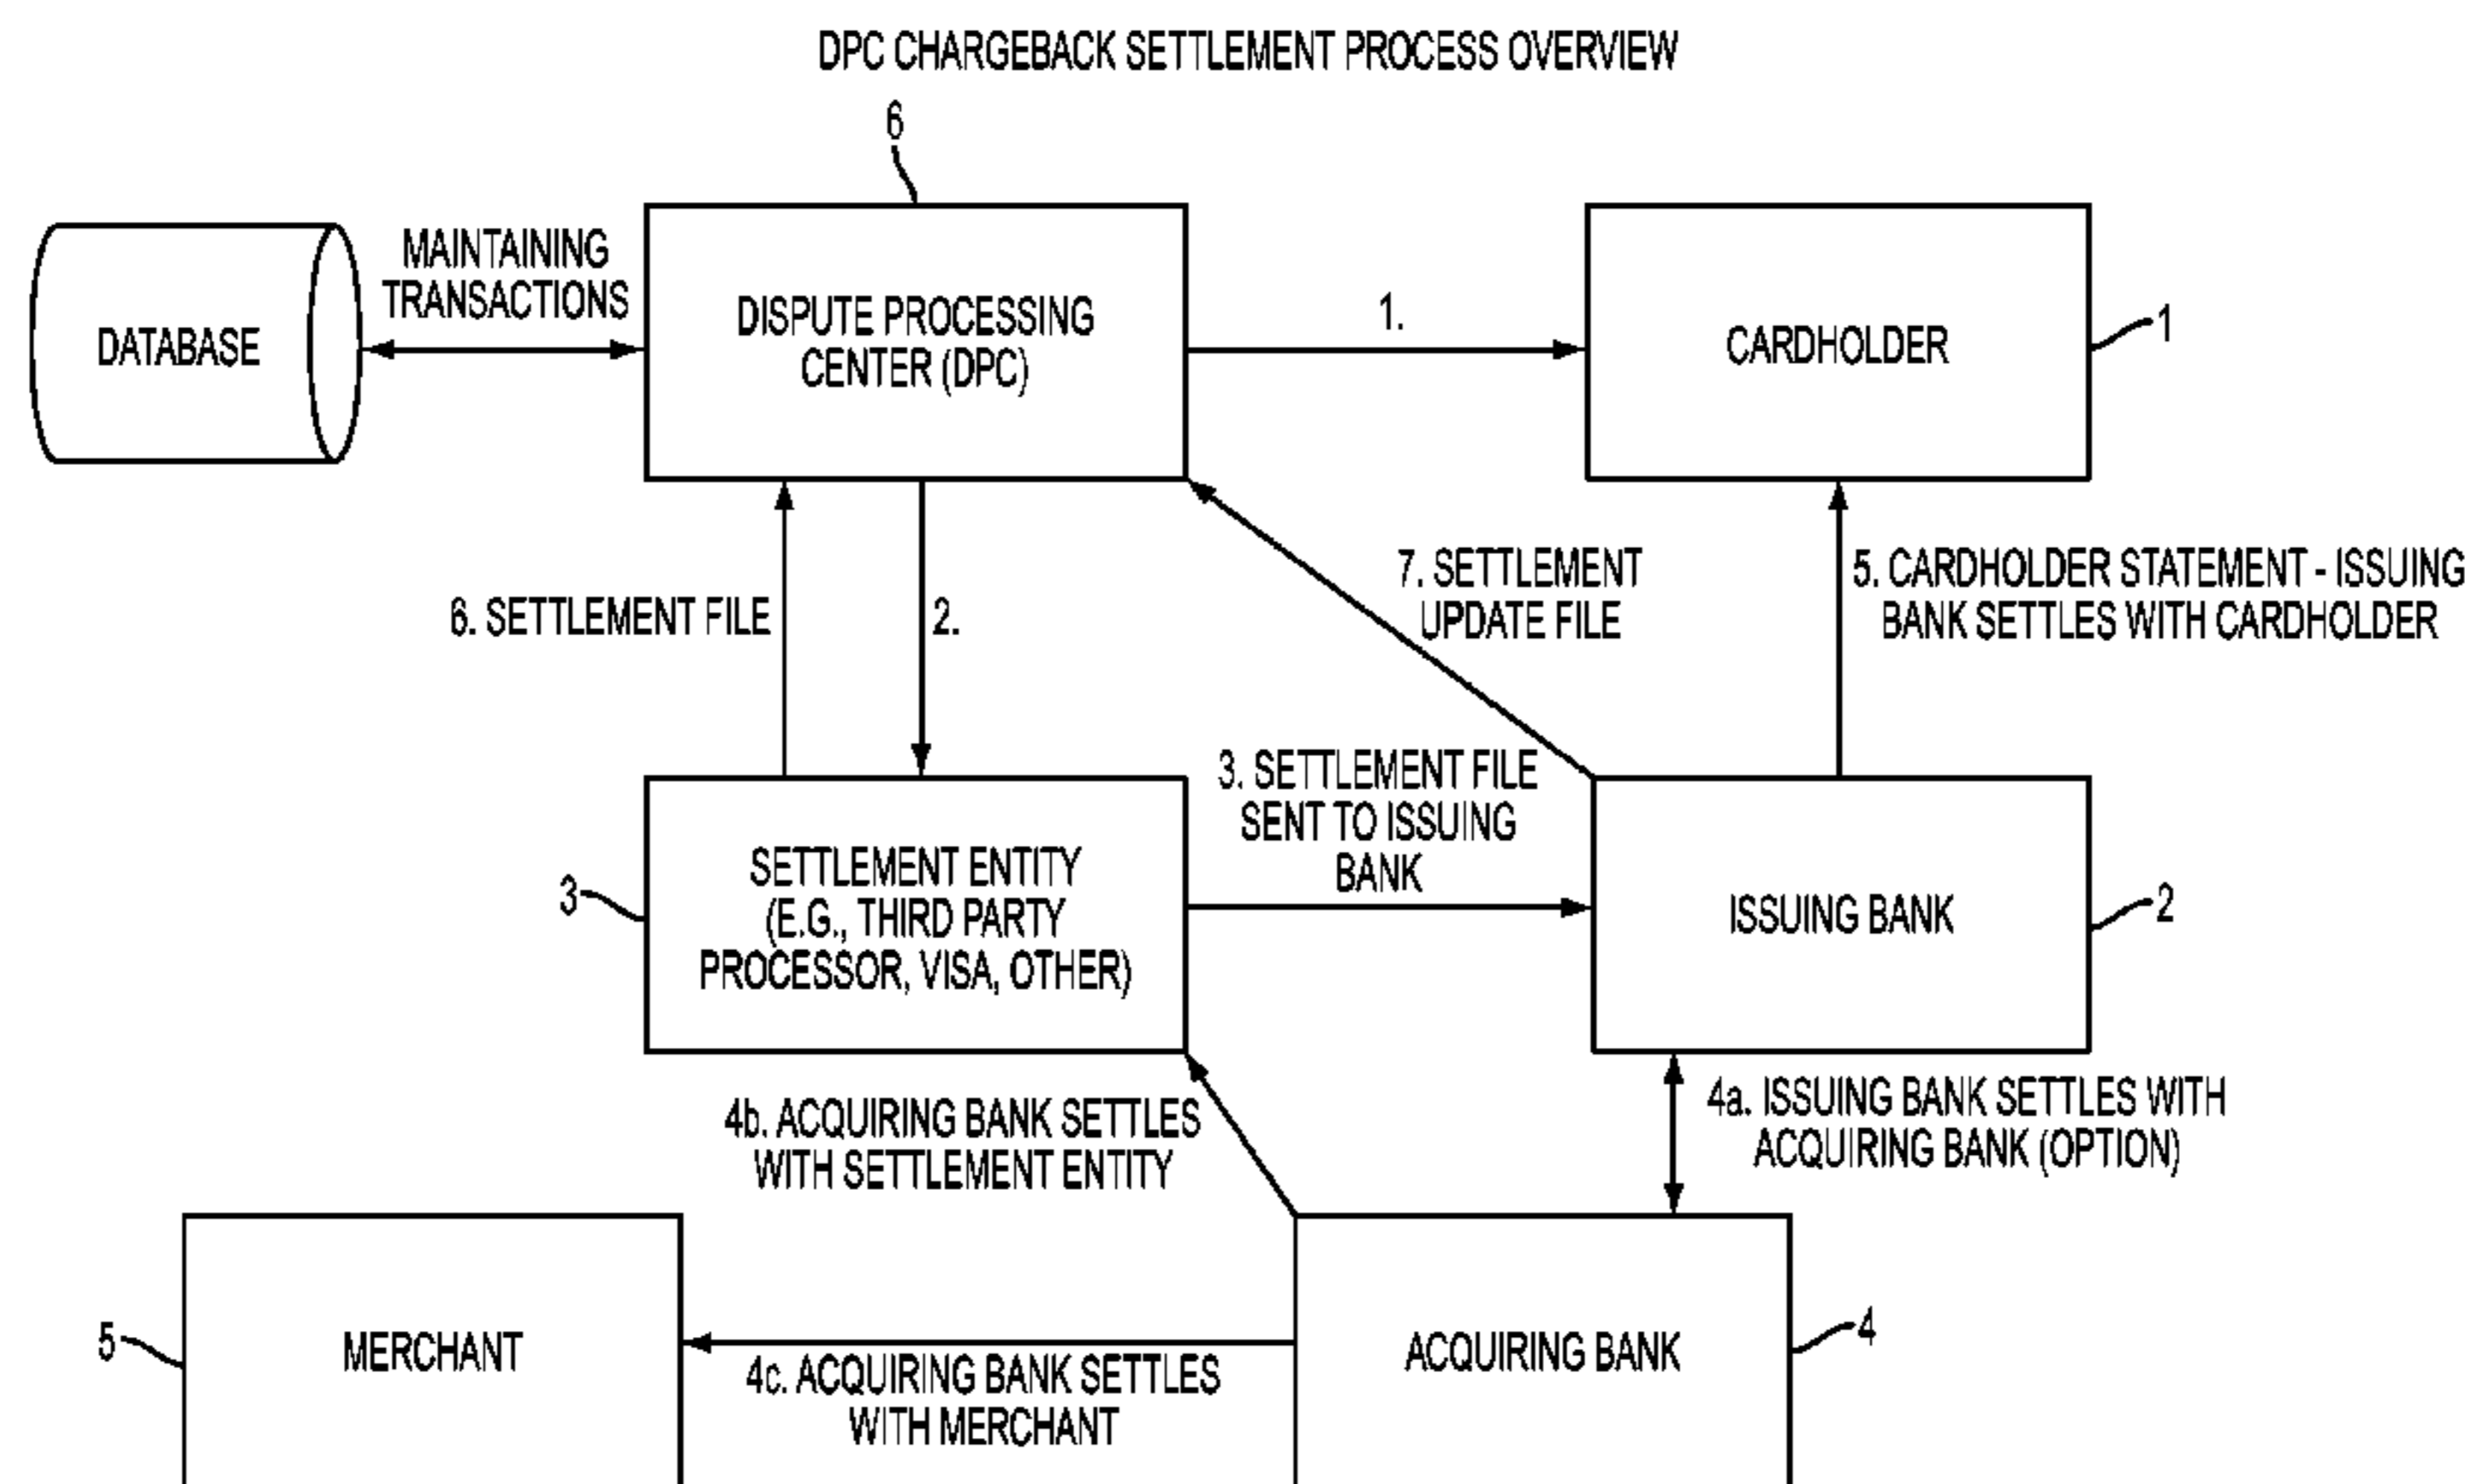 DPC CHARGEBACK SETTLEMENT PROCESS OVERVIEW
6
MAINTAINING
TRANSACTIONS
DATABASE
DISPUTE PROCESSING
CENTER (DPC)
1.
CARDHOLDER
1
6. SETTLEMENT FILE
2.
7. SETTLEMENT
UPDATE FILE
5. CARDHOLDER STATEMENT - ISSUING
BANK SETTLES WITH CARDHOLDER
3
SETTLEMENT ENTITY
(E.G., THIRD PARTY
PROCESSOR, VISA, OTHER)
3. SETTLEMENT FILE
SENT TO ISSUING
BANK
ISSUING BANK
2
4b. ACQUIRING BANK SETTLES
WITH SETTLEMENT ENTITY
4a. ISSUING BANK SETTLES WITH
ACQUIRING BANK (OPTION)
5
MERCHANT
4c. ACQUIRING BANK SETTLES
WITH MERCHANT
ACQUIRING BANK
4